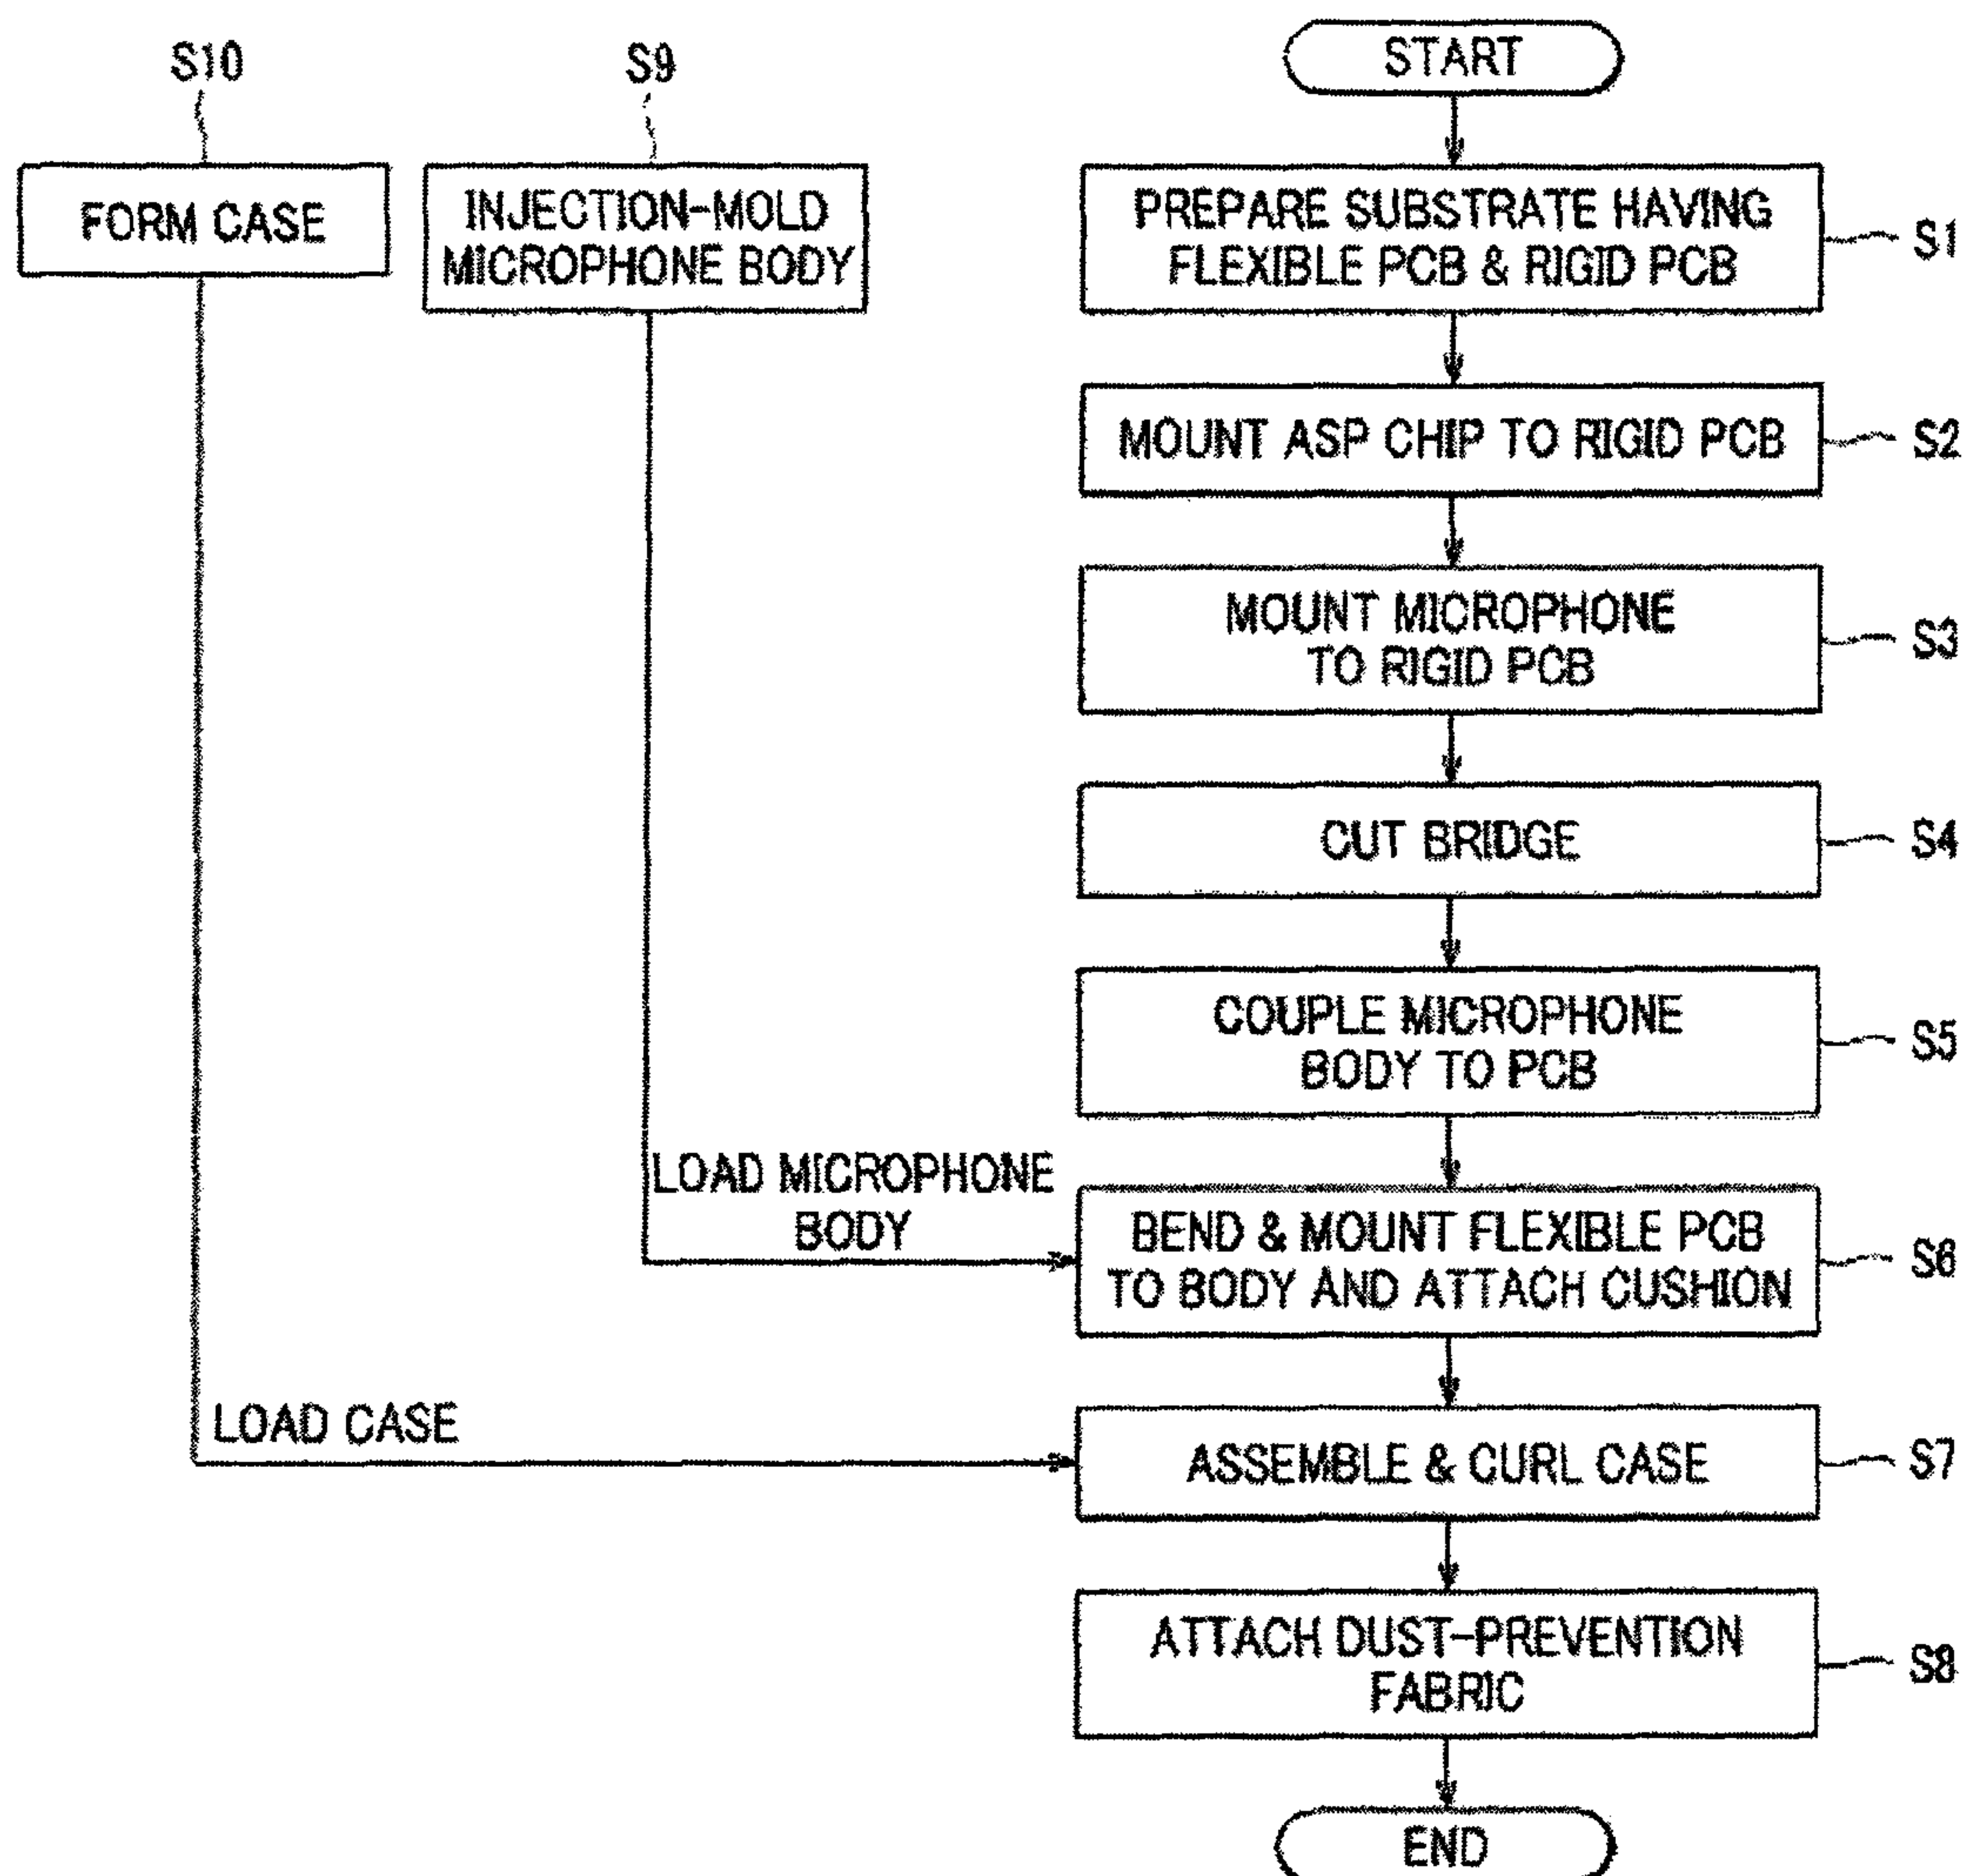 START
S10
S9
FORM CASE
INJECTION-MOLD
MICROPHONE BODY
PREPARE SUBSTRATE HAVING
FLEXIBLE PCB & RIGID PCB
S1
MOUNT ASP CHIP TO RIGID PCB
S2
MOUNT MICROPHONE
TO RIGID PCB
S3
CUT BRIDGE
S4
COUPLE MICROPHONE
BODY TO PCB
S5
LOAD MICROPHONE
BODY
BEND & MOUNT FLEXIBLE PCB
TO BODY AND ATTACH CUSHION
S6
LOAD CASE
ASSEMBLE & CURL CASE
S7
ATTACH DUST-PREVENTION
FABRIC
S8
END